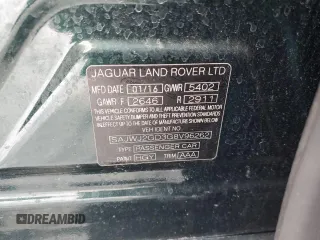 JAGUAR LAND ROVER LTD
MFD DATE 01/16 GVWR 5402
GAWR F 2646 R 2911
THIS VEHICLE CONFORMS TO ALL APPLICABLE FEDERAL MOTOR
VEHICLE SAFETY BUMPER AND THEFT PREVENTION STANDARDS
IN EFFECT ON THE DATE OF MANUFACTURE SHOWN ABOVE
VEH IDENT NO
SAJWJ2GD3G8V96262
TYPE PASSENGER CAR
PAINT HGY TRIM AAA
DREAMBID